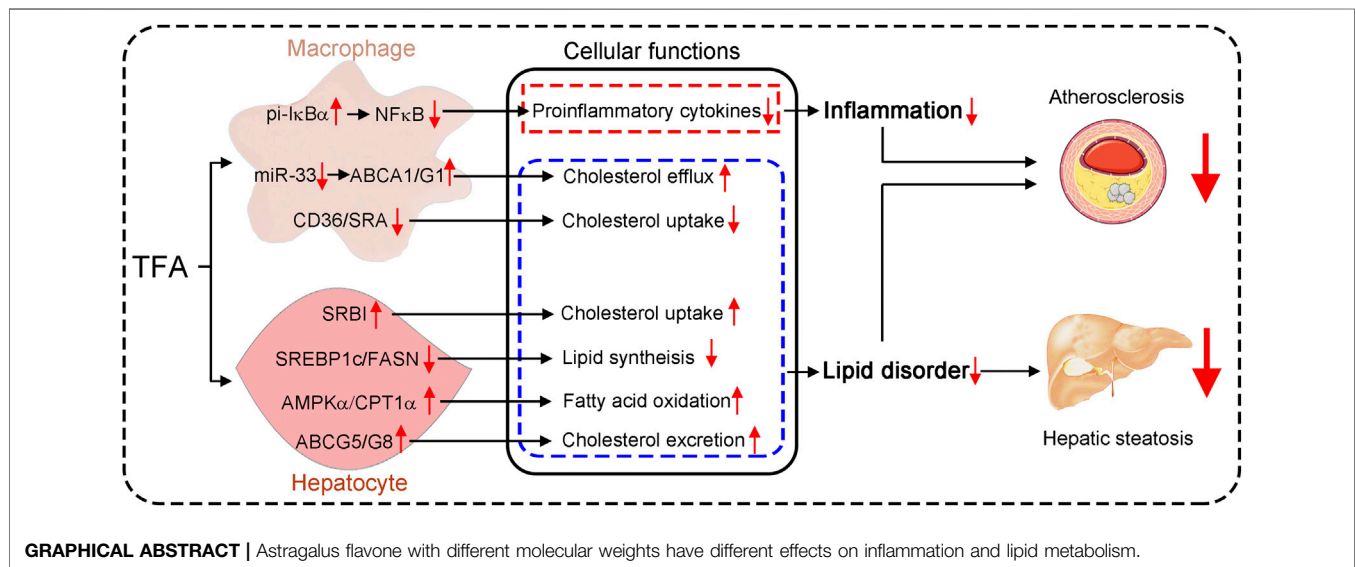 Macrophage
Cellular functions
pi-IκBα
NFκB
Proinflammatory cytokines
Inflammation
Atherosclerosis
miR-33
ABCA1/G1
Cholesterol efflux
CD36/SRA
Cholesterol uptake
TFA
SRBI
Cholesterol uptake
SREBP1c/FASN
Lipid syntheisis
Lipid disorder
AMPKα/CPT1α
Fatty acid oxidation
ABCG5/G8
Cholesterol excretion
Hepatic steatosis
Hepatocyte
GRAPHICAL ABSTRACT | Astragalus flavone with different molecular weights have different effects on inflammation and lipid metabolism.